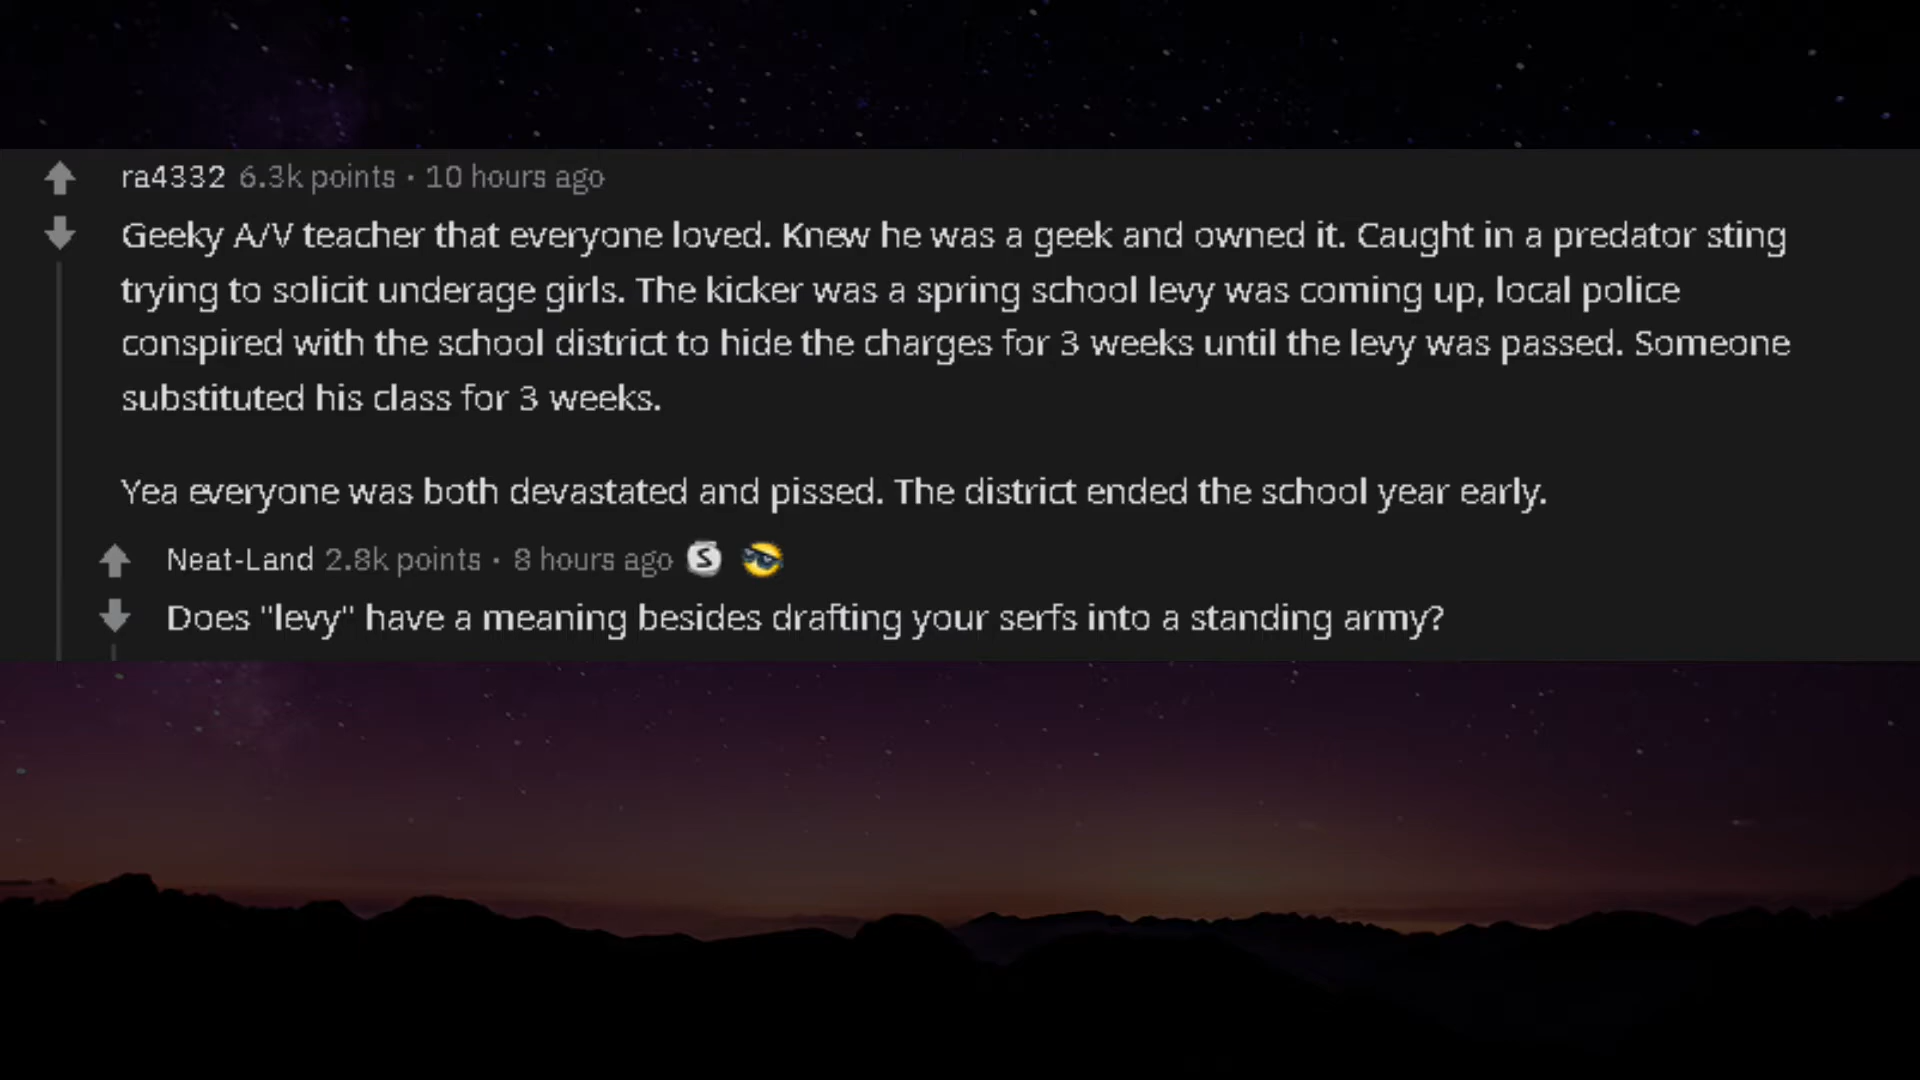 ra4332 6.3k points · 10 hours ago
Geeky A/V teacher that everyone loved. Knew he was a geek and owned it. Caught in a predator sting
trying to solicit underage girls. The kicker was a spring school levy was coming up, local police
conspired with the school district to hide the charges for 3 weeks until the levy was passed. Someone
substituted his class for 3 weeks.
Yea everyone was both devastated and pissed. The district ended the school year early.
Neat-Land 2.8k points · 8 hours ago S
Does "levy" have a meaning besides drafting your serfs into a standing army?